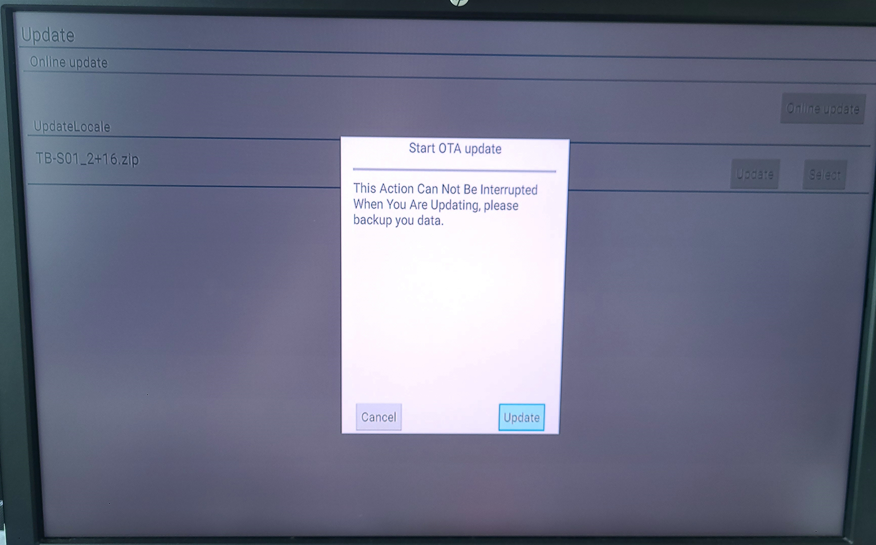 Update
Online update
Online update
UpdateLocale
TB-S01_2+16.zip
Update
Select
Start OTA update
This Action Can Not Be Interrupted
When You Are Updating, please
backup you data.
Cancel
Update